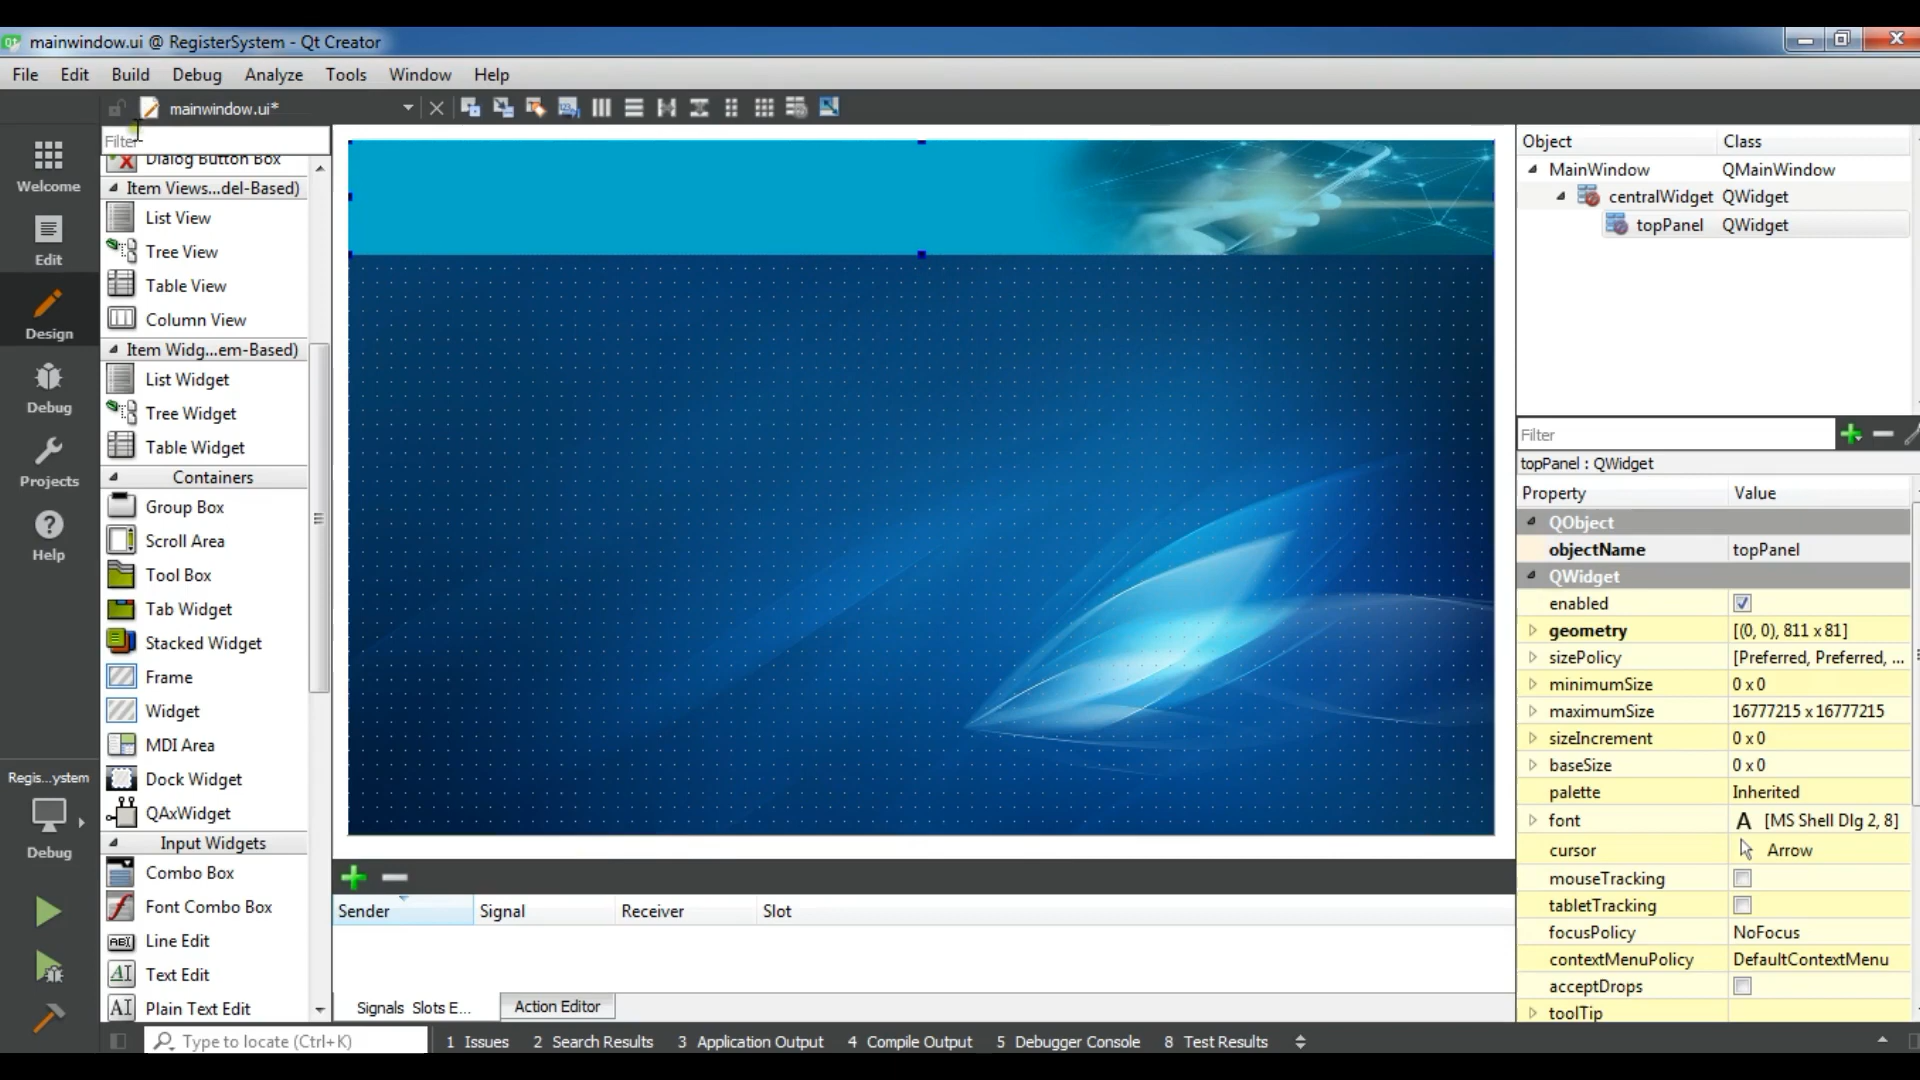 mainwindow.ui @ RegisterSystem - Qt Creator
File Edit Build Debug Analyze Tools Window Help
mainwindow.ui*
Filter
Dialog Button Box
Item Views...del-Based)
List View
Tree View
Table View
Column View
Item Widg...em-Based)
List Widget
Tree Widget
Table Widget
Containers
Group Box
Scroll Area
Tool Box
Tab Widget
Stacked Widget
Frame
Widget
MDI Area
Dock Widget
QAxWidget
Input Widgets
Combo Box
Font Combo Box
Line Edit
Text Edit
Plain Text Edit
Welcome
Edit
Design
Debug
Projects
Help
Regis...ystem
Debug
Sender Signal Receiver Slot
Signals Slots E... Action Editor
Object Class
MainWindow QMainWindow
centralWidget QWidget
topPanel QWidget
Filter
topPanel : QWidget
Property Value
QObject
objectName topPanel
QWidget
enabled
geometry [(0, 0), 811 x 81]
sizePolicy [Preferred, Preferred, ...
minimumSize 0 x 0
maximumSize 16777215 x 16777215
sizeIncrement 0 x 0
baseSize 0 x 0
palette Inherited
font A [MS Shell Dlg 2, 8]
cursor Arrow
mouseTracking
tabletTracking
focusPolicy NoFocus
contextMenuPolicy DefaultContextMenu
acceptDrops
toolTip
Type to locate (Ctrl+K) 1 Issues 2 Search Results 3 Application Output 4 Compile Output 5 Debugger Console 8 Test Results